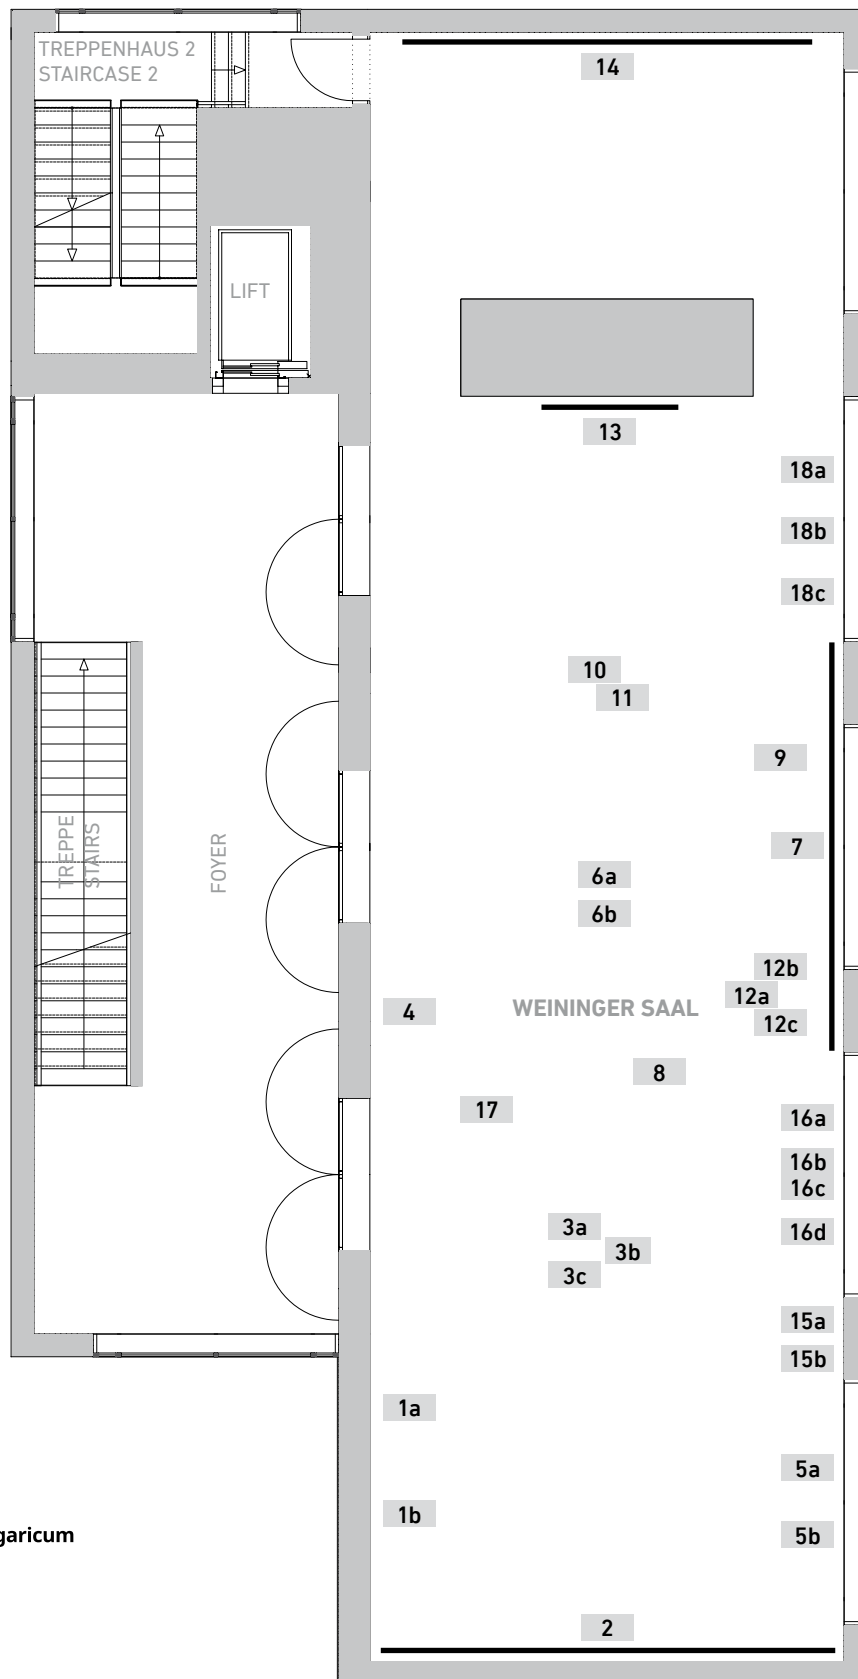 TREPPENHAUS 2
STAIRCASE 2
14
LIFT
13
18a
18b
18c
10
11
9
TREPPE
STAIRS
FOYER
7
6a
6b
12b
12a
12c
4
WEININGER SAAL
8
17
16a
16b
16c
16d
3a
3b
3c
15a
15b
1a
5a
1b
5b
garicum
2